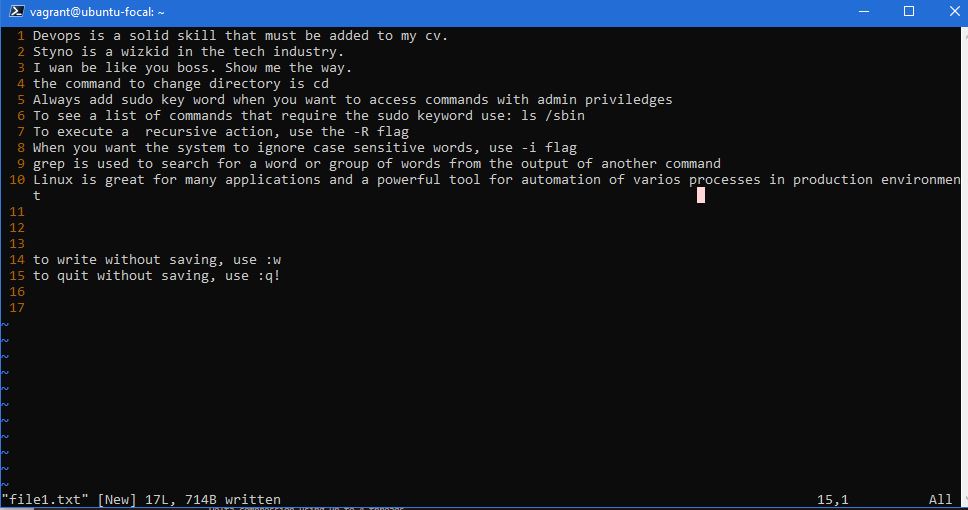 vagrant@ubuntu-focal: ~
1 Devops is a solid skill that must be added to my cv.
2 Styno is a wizkid in the tech industry.
3 I wan be like you boss. Show me the way.
4 the command to change directory is cd
5 Always add sudo key word when you want to access commands with admin priviledges
6 To see a list of commands that require the sudo keyword use: ls /sbin
7 To execute a  recursive action, use the -R flag
8 When you want the system to ignore case sensitive words, use -i flag
9 grep is used to search for a word or group of words from the output of another command
10 Linux is great for many applications and a powerful tool for automation of varios processes in production environmen
t
11
12
13
14 to write without saving, use :w
15 to quit without saving, use :q!
16
17
~
~
~
~
~
~
~
~
~
~
~
"file1.txt" [New] 17L, 714B written 15,1 All